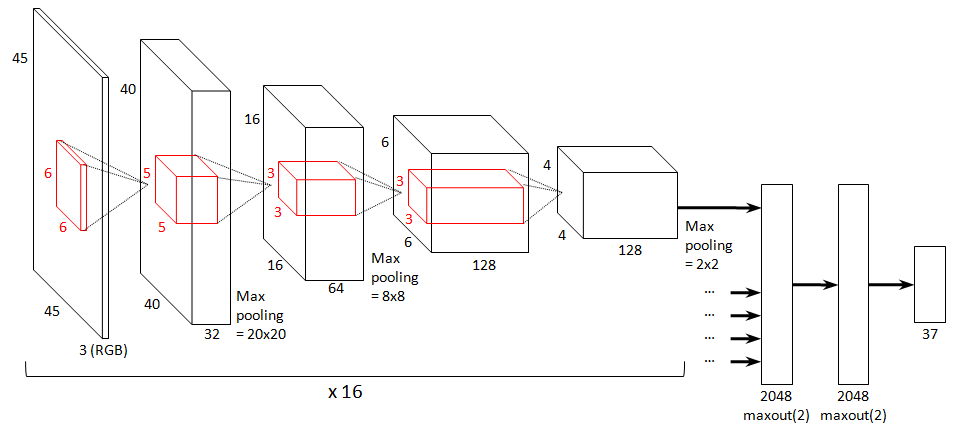 45
45
3 (RGB)
6
6
40
40
32
5
5
Max
pooling
= 20x20
16
16
64
3
3
Max
pooling
= 8x8
6
6
128
3
3
4
4
128
Max
pooling
= 2x2
...
...
...
...
x 16
2048
maxout(2)
2048
maxout(2)
37